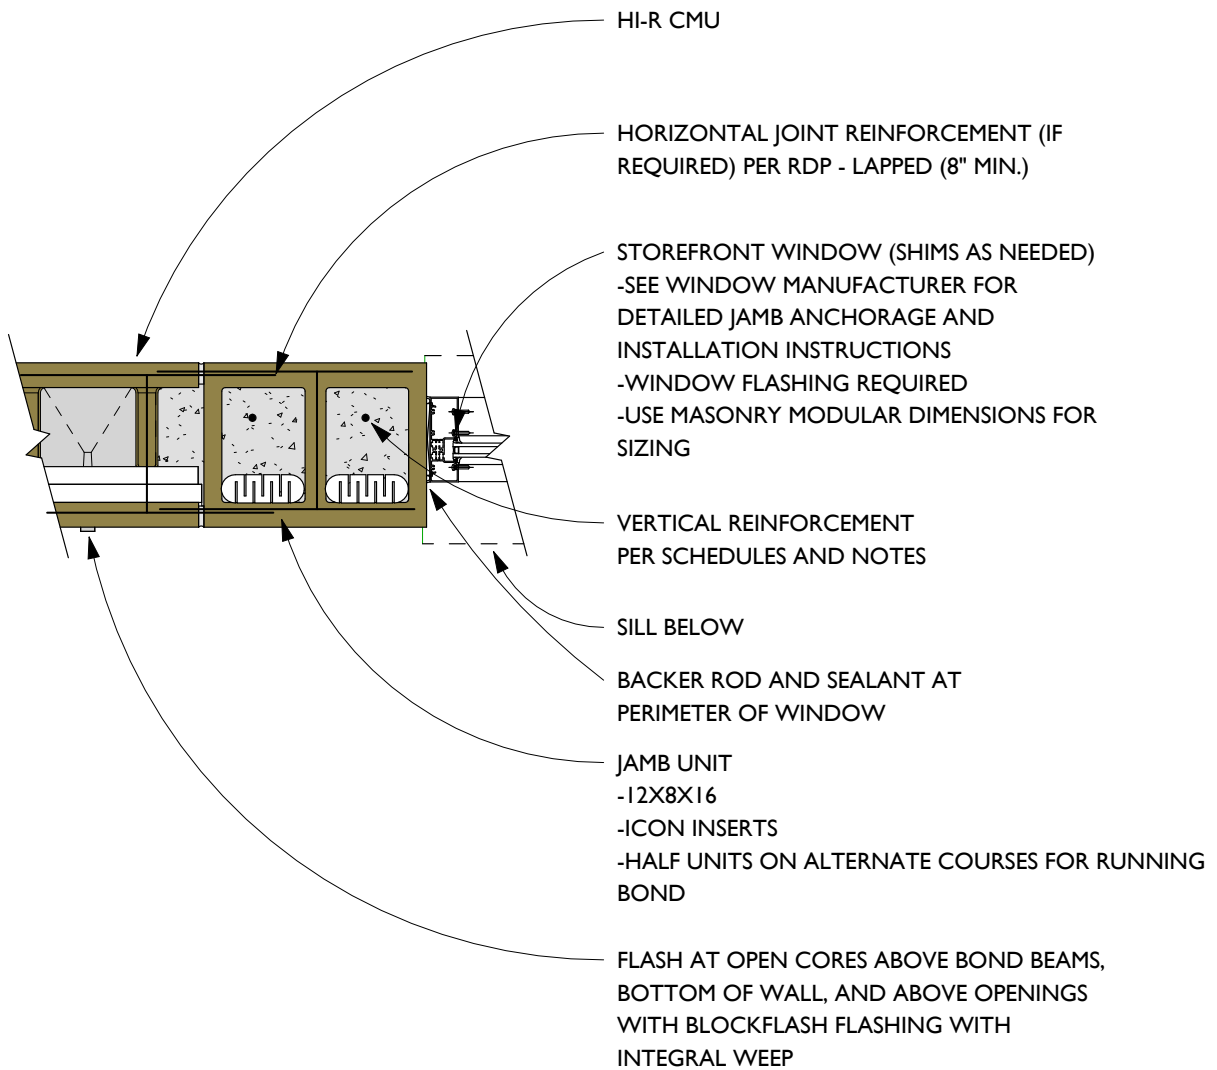 HI-R CMU
HORIZONTAL JOINT REINFORCEMENT (IF
REQUIRED) PER RDP - LAPPED (8" MIN.)
STOREFRONT WINDOW (SHIMS AS NEEDED)
-SEE WINDOW MANUFACTURER FOR
DETAILED JAMB ANCHORAGE AND
INSTALLATION INSTRUCTIONS
-WINDOW FLASHING REQUIRED
-USE MASONRY MODULAR DIMENSIONS FOR
SIZING
VERTICAL REINFORCEMENT
PER SCHEDULES AND NOTES
SILL BELOW
BACKER ROD AND SEALANT AT
PERIMETER OF WINDOW
JAMB UNIT
-12X8X16
-ICON INSERTS
-HALF UNITS ON ALTERNATE COURSES FOR RUNNING
BOND
FLASH AT OPEN CORES ABOVE BOND BEAMS,
BOTTOM OF WALL, AND ABOVE OPENINGS
WITH BLOCKFLASH FLASHING WITH
INTEGRAL WEEP